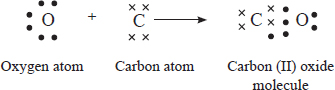 O + C C O
Oxygen atom Carbon atom Carbon (II) oxide
molecule